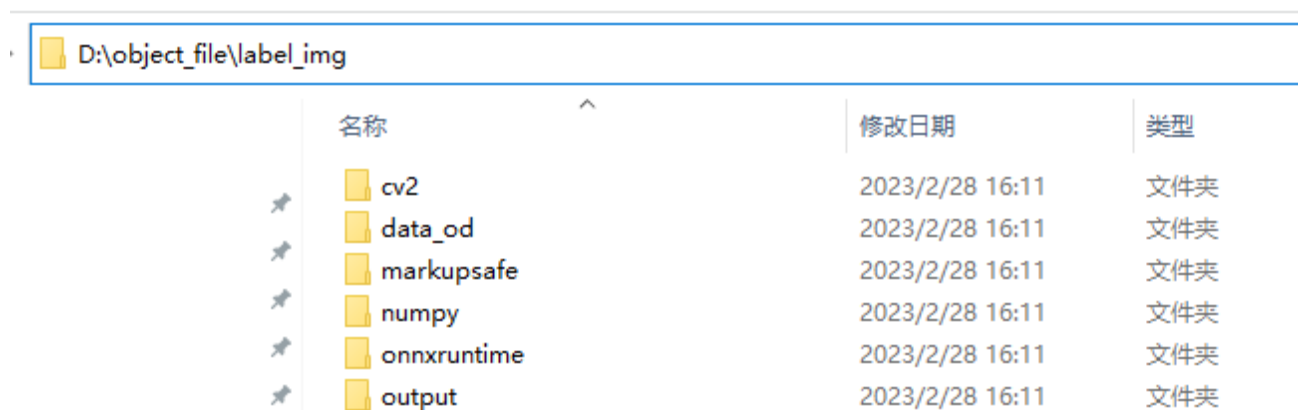 D:\object_file\label_img
名称 修改日期 类型
cv2 2023/2/28 16:11 文件夹
data_od 2023/2/28 16:11 文件夹
markupsafe 2023/2/28 16:11 文件夹
numpy 2023/2/28 16:11 文件夹
onnxruntime 2023/2/28 16:11 文件夹
output 2023/2/28 16:11 文件夹